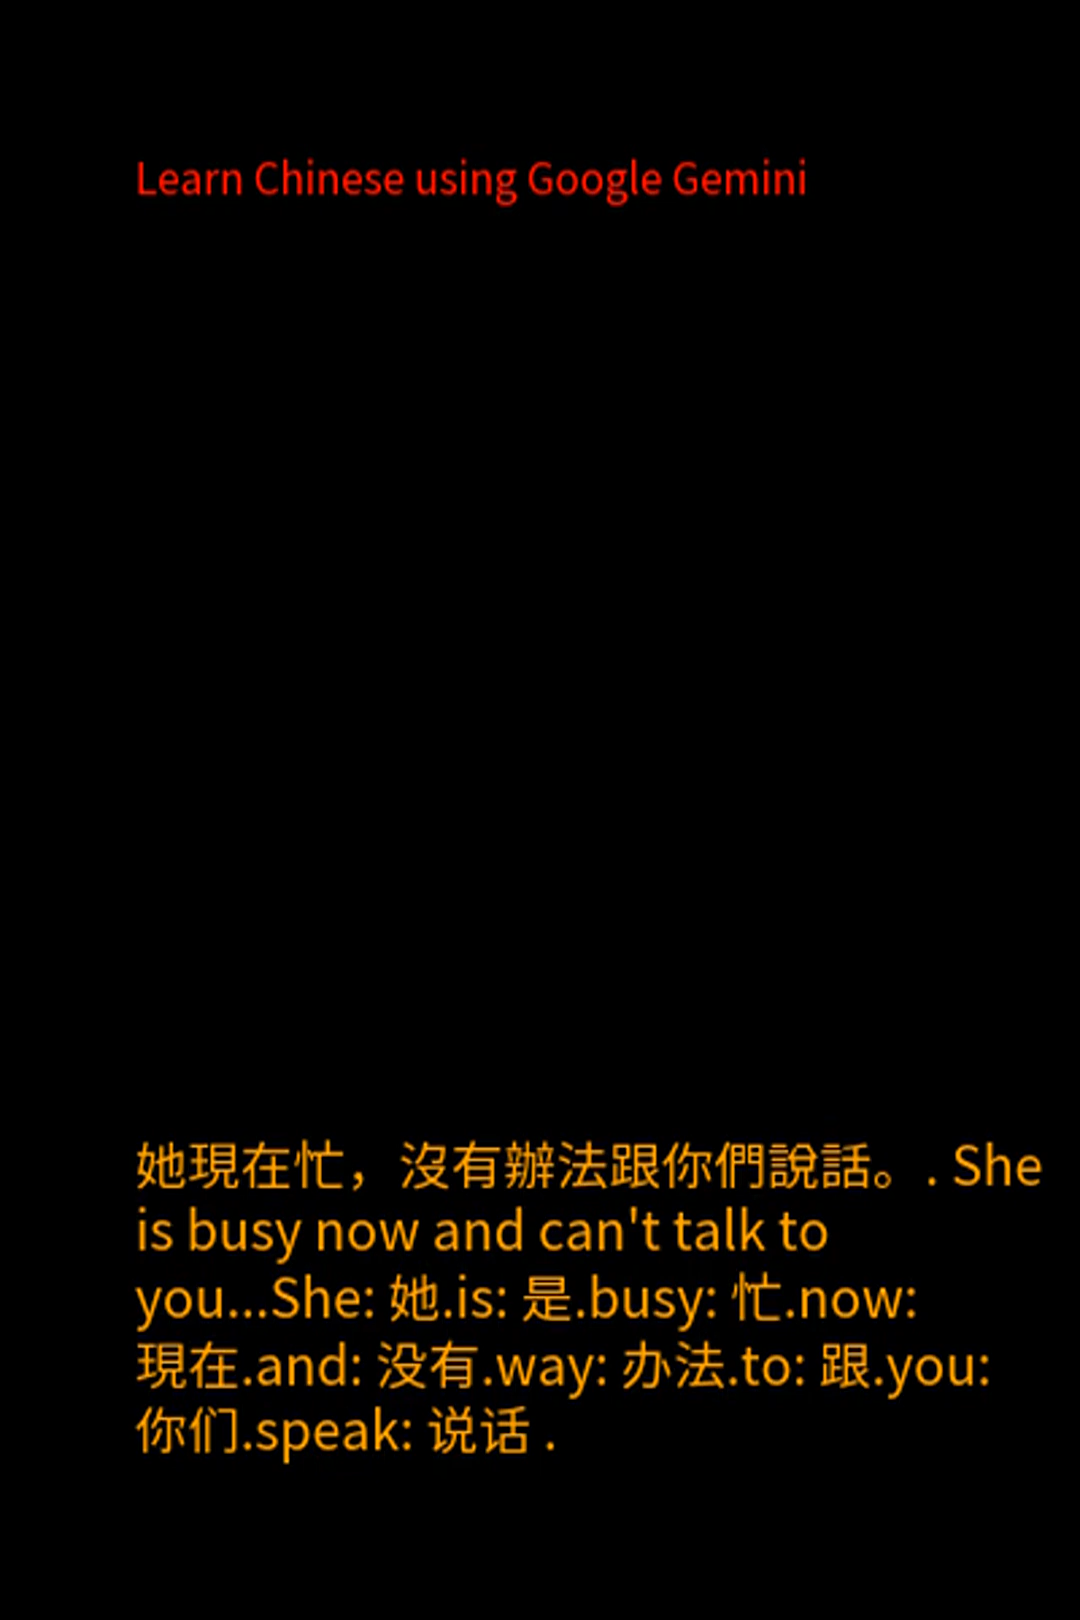 Learn Chinese using Google Gemini
她現在忙，沒有辦法跟你們說話。. She
is busy now and can't talk to
you...She: 她.is: 是.busy: 忙.now:
現在.and: 没有.way: 办法.to: 跟.you:
你们.speak: 说话 .